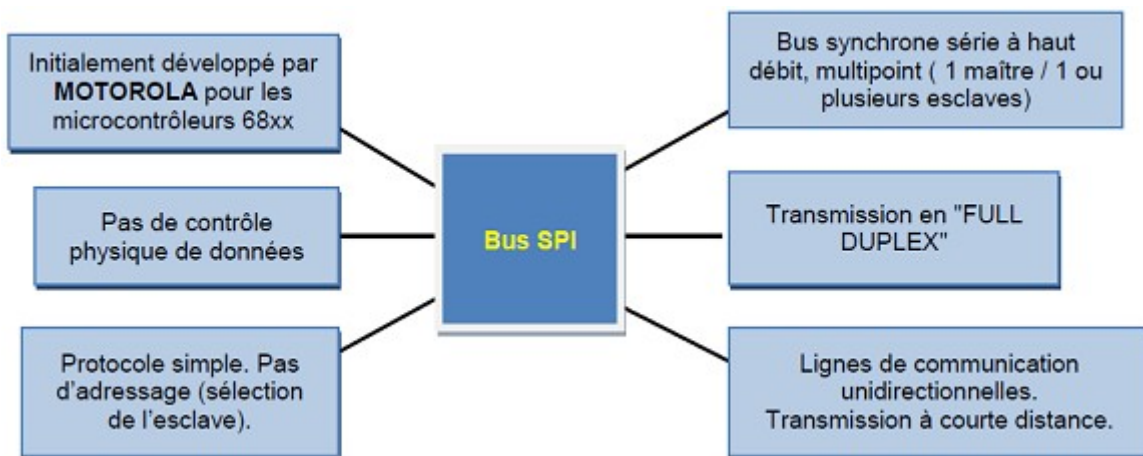 Initialement développé par
MOTOROLA pour les
microcontrôleurs 68xx
Pas de contrôle
physique de données
Protocole simple. Pas
d'adressage (sélection
de l'esclave).
Bus SPI
Bus synchrone série à haut
débit, multipoint ( 1 maître / 1 ou
plusieurs esclaves)
Transmission en "FULL
DUPLEX"
Lignes de communication
unidirectionnelles.
Transmission à courte distance.